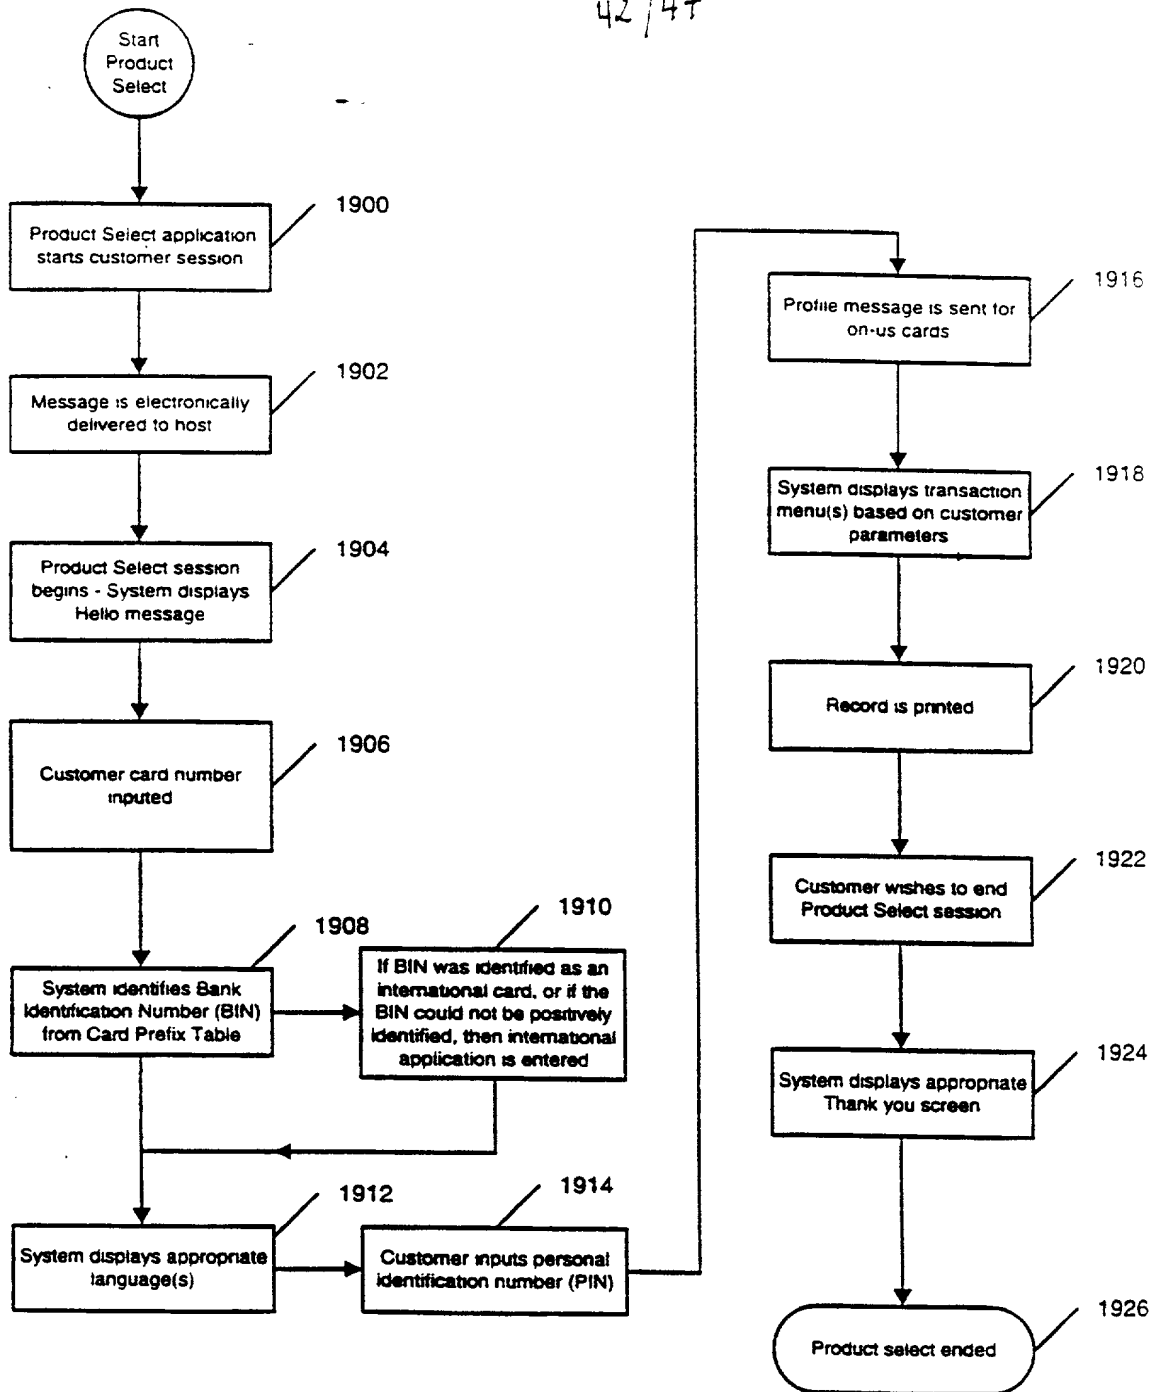 Start
Product
Select
1900
Product Select application
starts customer session
1902
Message is electronically
delivered to host
1904
Product Select session
begins - System displays
Hello message
1906
Customer card number
inputed
1908
System identifies Bank
Identification Number (BIN)
from Card Prefix Table
1910
If BIN was identified as an
international card, or if the
BIN could not be positively
identified, then international
application is entered
1912
System displays appropriate
language(s)
1914
Customer inputs personal
identification number (PIN)
1916
Profile message is sent for
on-us cards
1918
System displays transaction
menu(s) based on customer
parameters
1920
Record is printed
1922
Customer wishes to end
Product Select session
1924
System displays appropriate
Thank you screen
1926
Product select ended